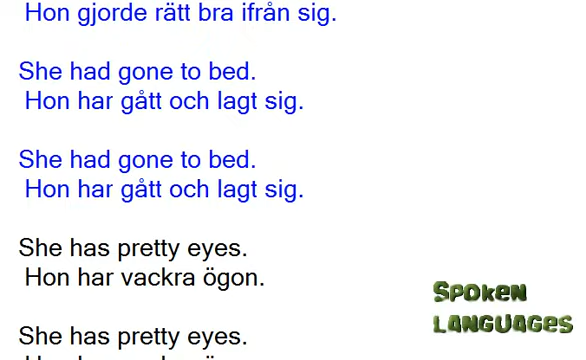 Hon gjorde rätt bra ifrån sig.
She had gone to bed.
Hon har gått och lagt sig.
She had gone to bed.
Hon har gått och lagt sig.
She has pretty eyes.
Hon har vackra ögon.
She has pretty eyes.
Spoken
Languages